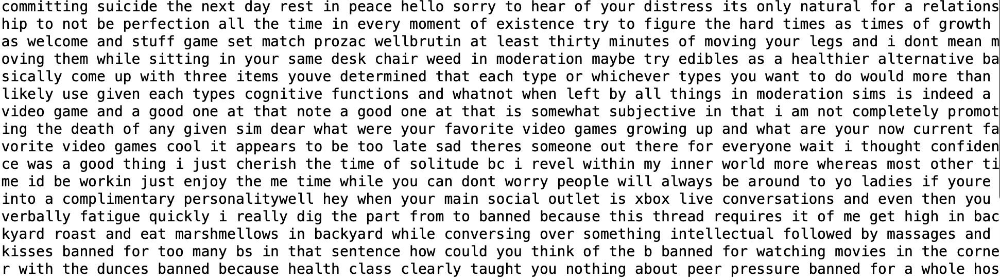 committing suicide the next day rest in peace hello sorry to hear of your distress its only natural for a relations
hip to not be perfection all the time in every moment of existence try to figure the hard times as times of growth
as welcome and stuff game set match prozac wellbrutin at least thirty minutes of moving your legs and i dont mean m
oving them while sitting in your same desk chair weed in moderation maybe try edibles as a healthier alternative ba
sically come up with three items youve determined that each type or whichever types you want to do would more than
likely use given each types cognitive functions and whatnot when left by all things in moderation sims is indeed a
video game and a good one at that note a good one at that is somewhat subjective in that i am not completely promot
ing the death of any given sim dear what were your favorite video games growing up and what are your now current fa
vorite video games cool it appears to be too late sad theres someone out there for everyone wait i thought confiden
ce was a good thing i just cherish the time of solitude bc i revel within my inner world more whereas most other ti
me id be workin just enjoy the me time while you can dont worry people will always be around to yo ladies if youre
into a complimentary personalitywell hey when your main social outlet is xbox live conversations and even then you
verbally fatigue quickly i really dig the part from to banned because this thread requires it of me get high in bac
kyard roast and eat marshmellows in backyard while conversing over something intellectual followed by massages and
kisses banned for too many bs in that sentence how could you think of the b banned for watching movies in the corne
r with the dunces banned because health class clearly taught you nothing about peer pressure banned for a whole hos